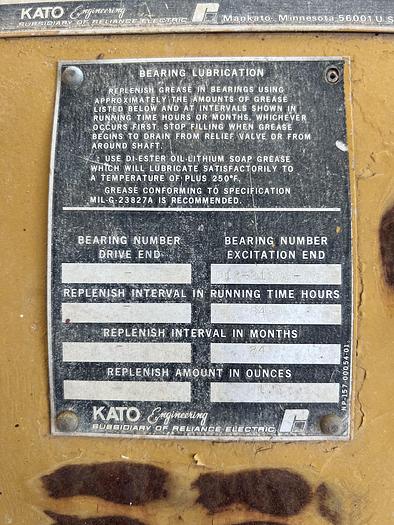 KATO Engineering
SUBSIDIARY OF RELIANCE ELECTRIC
Mankato, Minnesota 56001 U.S
BEARING LUBRICATION
REPLENISH GREASE IN BEARINGS USING
APPROXIMATELY THE AMOUNTS OF GREASE
LISTED BELOW AND AT INTERVALS SHOWN IN
RUNNING TIME HOURS OR MONTHS, WHICHEVER
OCCURS FIRST. STOP FILLING WHEN GREASE
BEGINS TO DRAIN FROM RELIEF VALVE OR FROM
AROUND SHAFT.
USE DI-ESTER OIL-LITHIUM SOAP GREASE
WHICH WILL LUBRICATE SATISFACTORILY TO
A TEMPERATURE OF PLUS 250°F.
GREASE CONFORMING TO SPECIFICATION
MIL-G-23827A IS RECOMMENDED.
BEARING NUMBER
DRIVE END
BEARING NUMBER
EXCITATION END
REPLENISH INTERVAL IN RUNNING TIME HOURS
REPLENISH INTERVAL IN MONTHS
REPLENISH AMOUNT IN OUNCES
KATO Engineering
SUBSIDIARY OF RELIANCE ELECTRIC
NP-157-00054-01